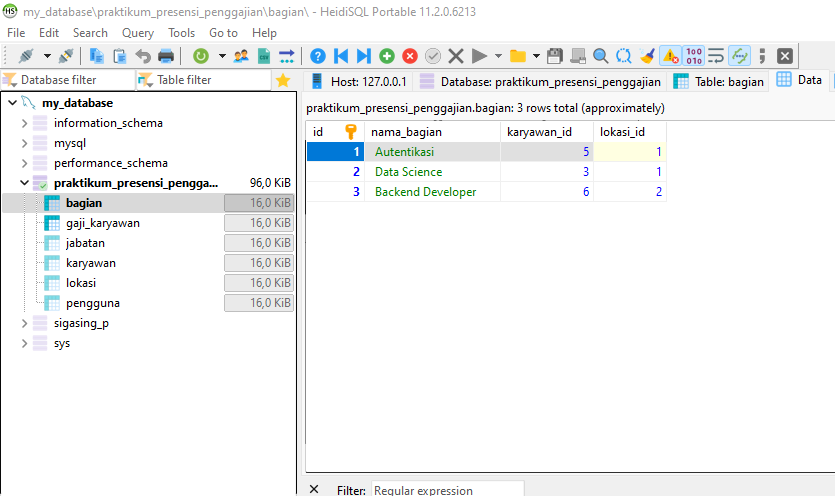 my_database\praktikum_presensi_penggajian\bagian\ - HeidiSQL Portable 11.2.0.6213
File Edit Search Query Tools Go to Help
Database filter Table filter
Host: 127.0.0.1 Database: praktikum_presensi_penggajian Table: bagian Data
my_database
information_schema
mysql
performance_schema
praktikum_presensi_pengga... 96,0 KiB
bagian 16,0 KiB
gaji_karyawan 16,0 KiB
jabatan 16,0 KiB
karyawan 16,0 KiB
lokasi 16,0 KiB
pengguna 16,0 KiB
sigasing_p
sys
praktikum_presensi_penggajian.bagian: 3 rows total (approximately)
id nama_bagian karyawan_id lokasi_id
1 Autentikasi 5 1
2 Data Science 3 1
3 Backend Developer 6 2
Filter: Regular expression